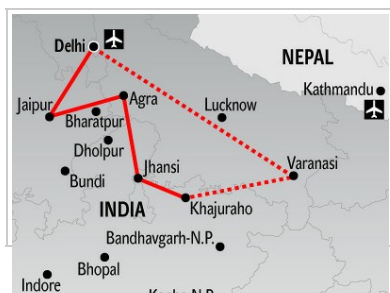 Delhi
NEPAL
Kathmandu
Jaipur
Agra
Lucknow
Bharatpur
Dholpur
Bundi
Jhansi
Varanasi
INDIA
Khajuraho
Bandhavgarh-N.P.
Bhopal
Indore